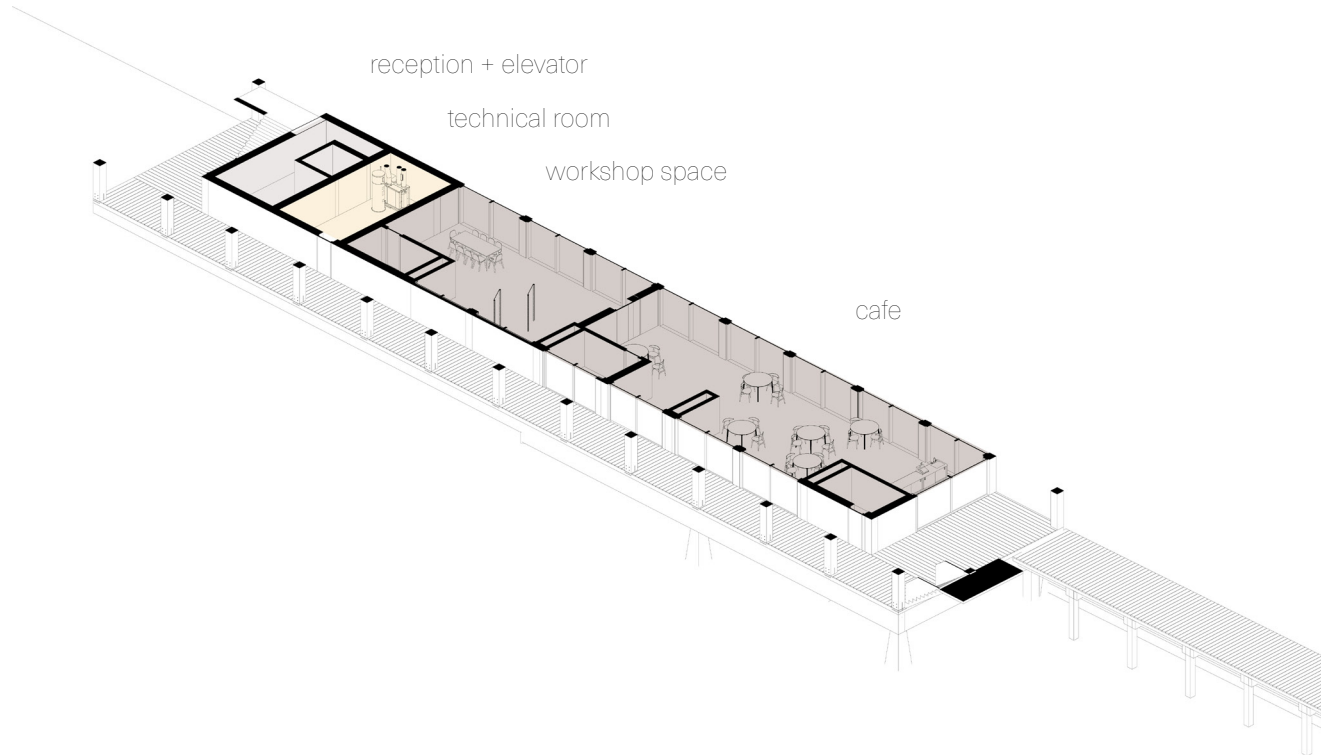 reception + elevator
technical room
workshop space
cafe